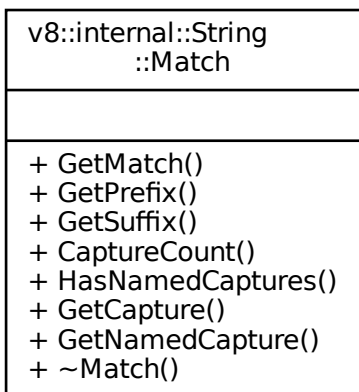 v8::internal::String
::Match
+ GetMatch()
+ GetPrefix()
+ GetSuffix()
+ CaptureCount()
+ HasNamedCaptures()
+ GetCapture()
+ GetNamedCapture()
+ ~Match()